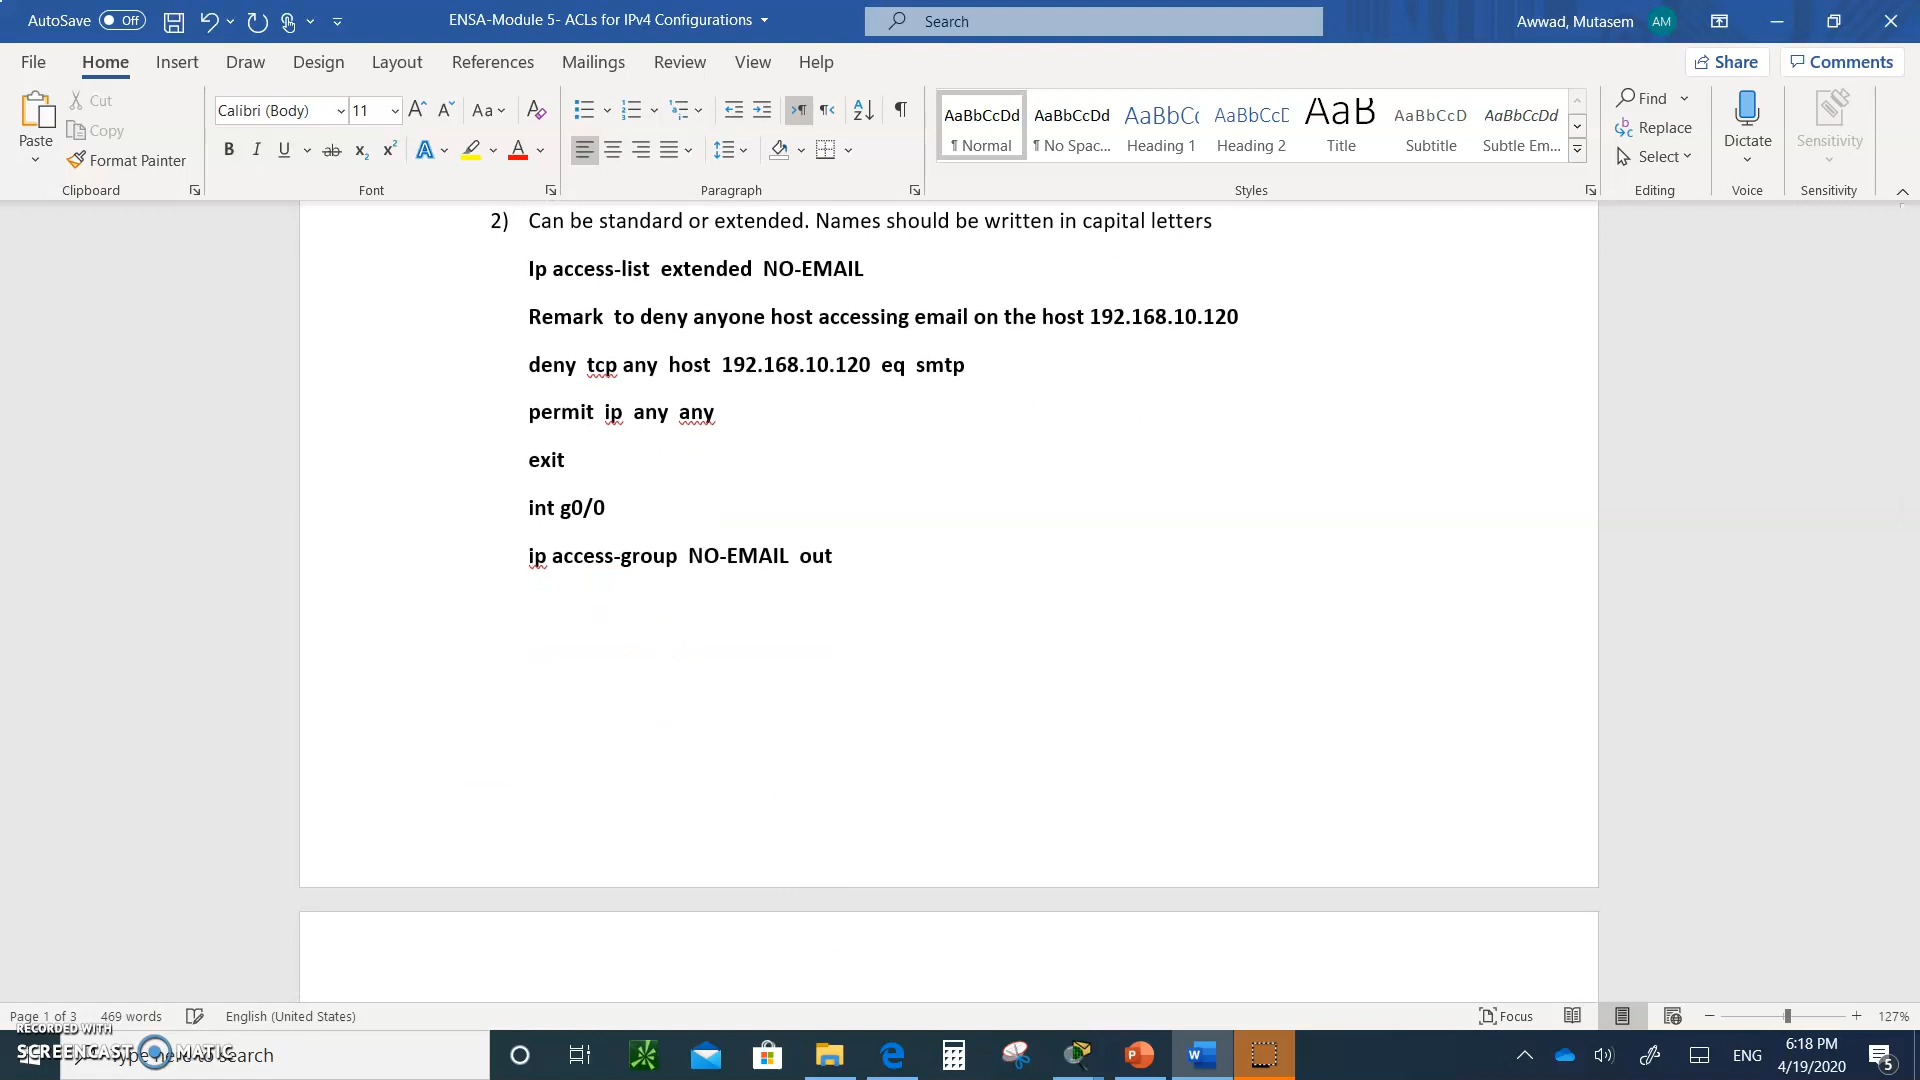 AutoSave Off ENSA-Module 5- ACLs for IPv4 Configurations Search Awwad, Mutasem AM
File Home Insert Draw Design Layout References Mailings Review View Help Share Comments
Paste Cut Copy Format Painter
Calibri (Body) 11 Aa
B I U ab x₂ x² A A
AaBbCcDd AaBbCcDd AaBbC AaBbCcE AaB AaBbCcD AaBbCcDd
¶ Normal ¶ No Spac... Heading 1 Heading 2 Title Subtitle Subtle Em...
Find Replace Select Dictate Sensitivity
Clipboard Font Paragraph Styles Editing Voice Sensitivity
2) Can be standard or extended. Names should be written in capital letters
Ip access-list extended NO-EMAIL
Remark to deny anyone host accessing email on the host 192.168.10.120
deny tcp any host 192.168.10.120 eq smtp
permit ip any any
exit
int g0/0
ip access-group NO-EMAIL out
Page 1 of 3 469 words English (United States) Focus 127%
RECORDED WITH
SCREENCAST MATIC
Type here to search
ENG 6:18 PM
4/19/2020 5